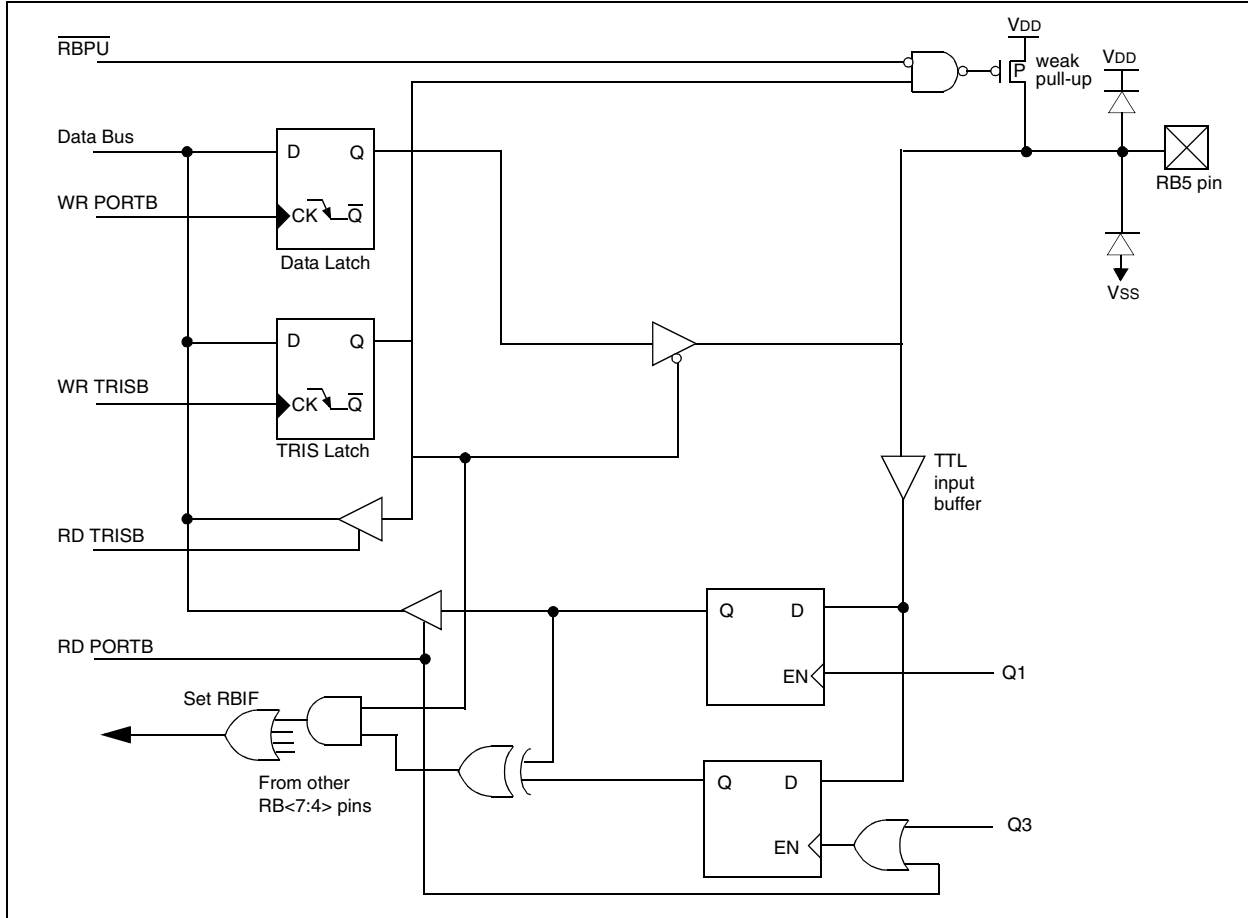 R̅B̅P̅U̅
VDD
P
weak
pull-up
VDD
Data Bus
D
Q
RB5 pin
WR PORTB
CK
Q̅
Data Latch
VSS
D
Q
WR TRISB
CK
Q̅
TRIS Latch
TTL
input
buffer
RD TRISB
Q
D
RD PORTB
EN
Q1
Set RBIF
From other
RB<7:4> pins
Q
D
Q3
EN